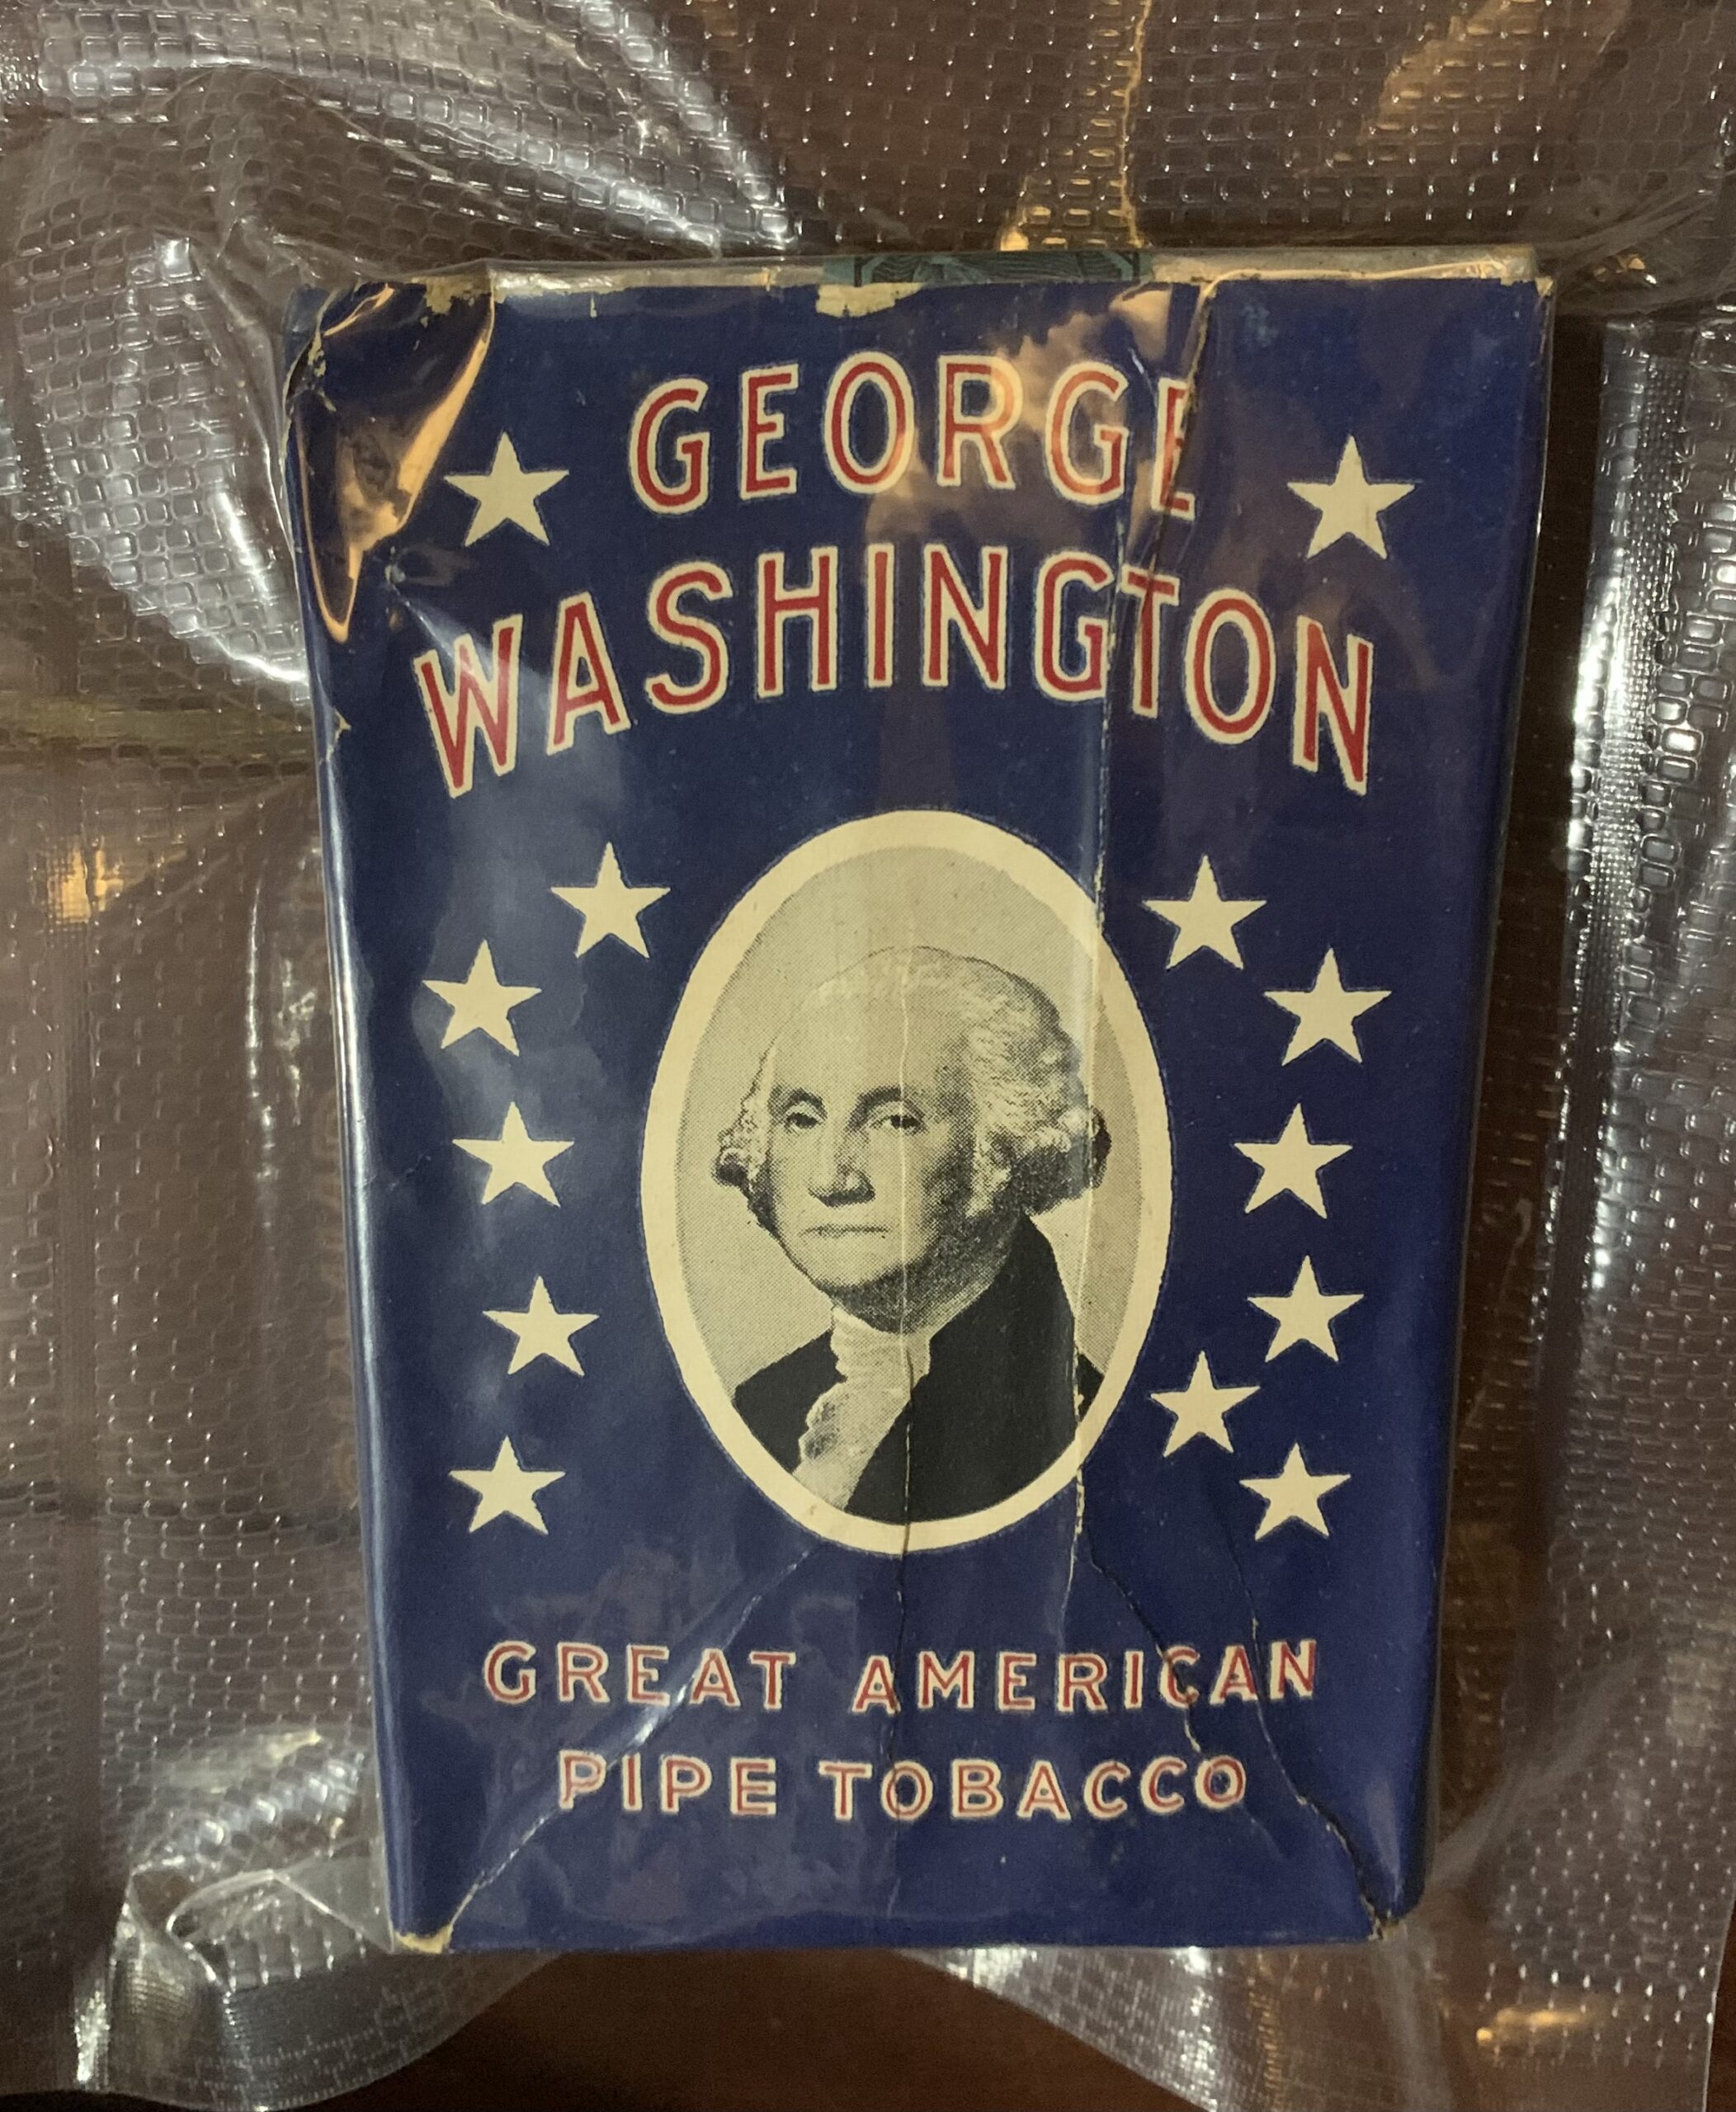 GEORGE
WASHINGTON
GREAT AMERICAN
PIPE TOBACCO